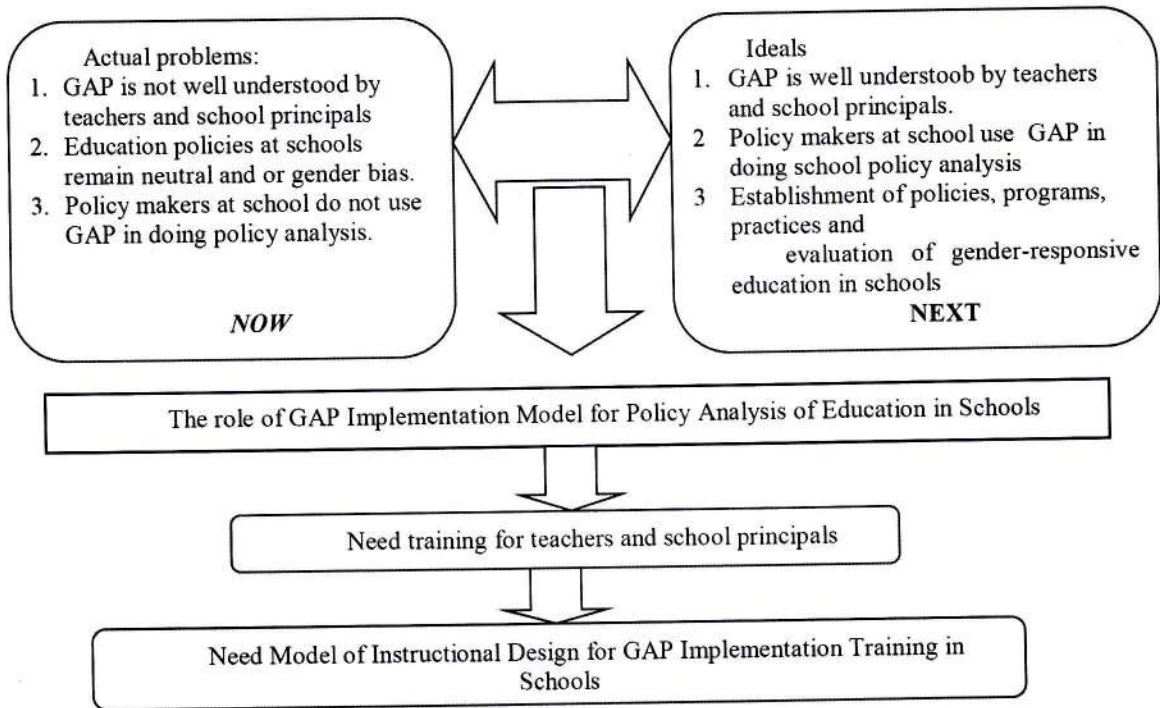 Actual problems:
1. GAP is not well understood by
teachers and school principals
2. Education policies at schools
remain neutral and or gender bias.
3. Policy makers at school do not use
GAP in doing policy analysis.
NOW
Ideals
1. GAP is well understoob by teachers
and school principals.
2 Policy makers at school use GAP in
doing school policy analysis
3 Establishment of policies, programs,
practices and
evaluation of gender-responsive
education in schools
NEXT
The role of GAP Implementation Model for Policy Analysis of Education in Schools
Need training for teachers and school principals
Need Model of Instructional Design for GAP Implementation Training in
Schools